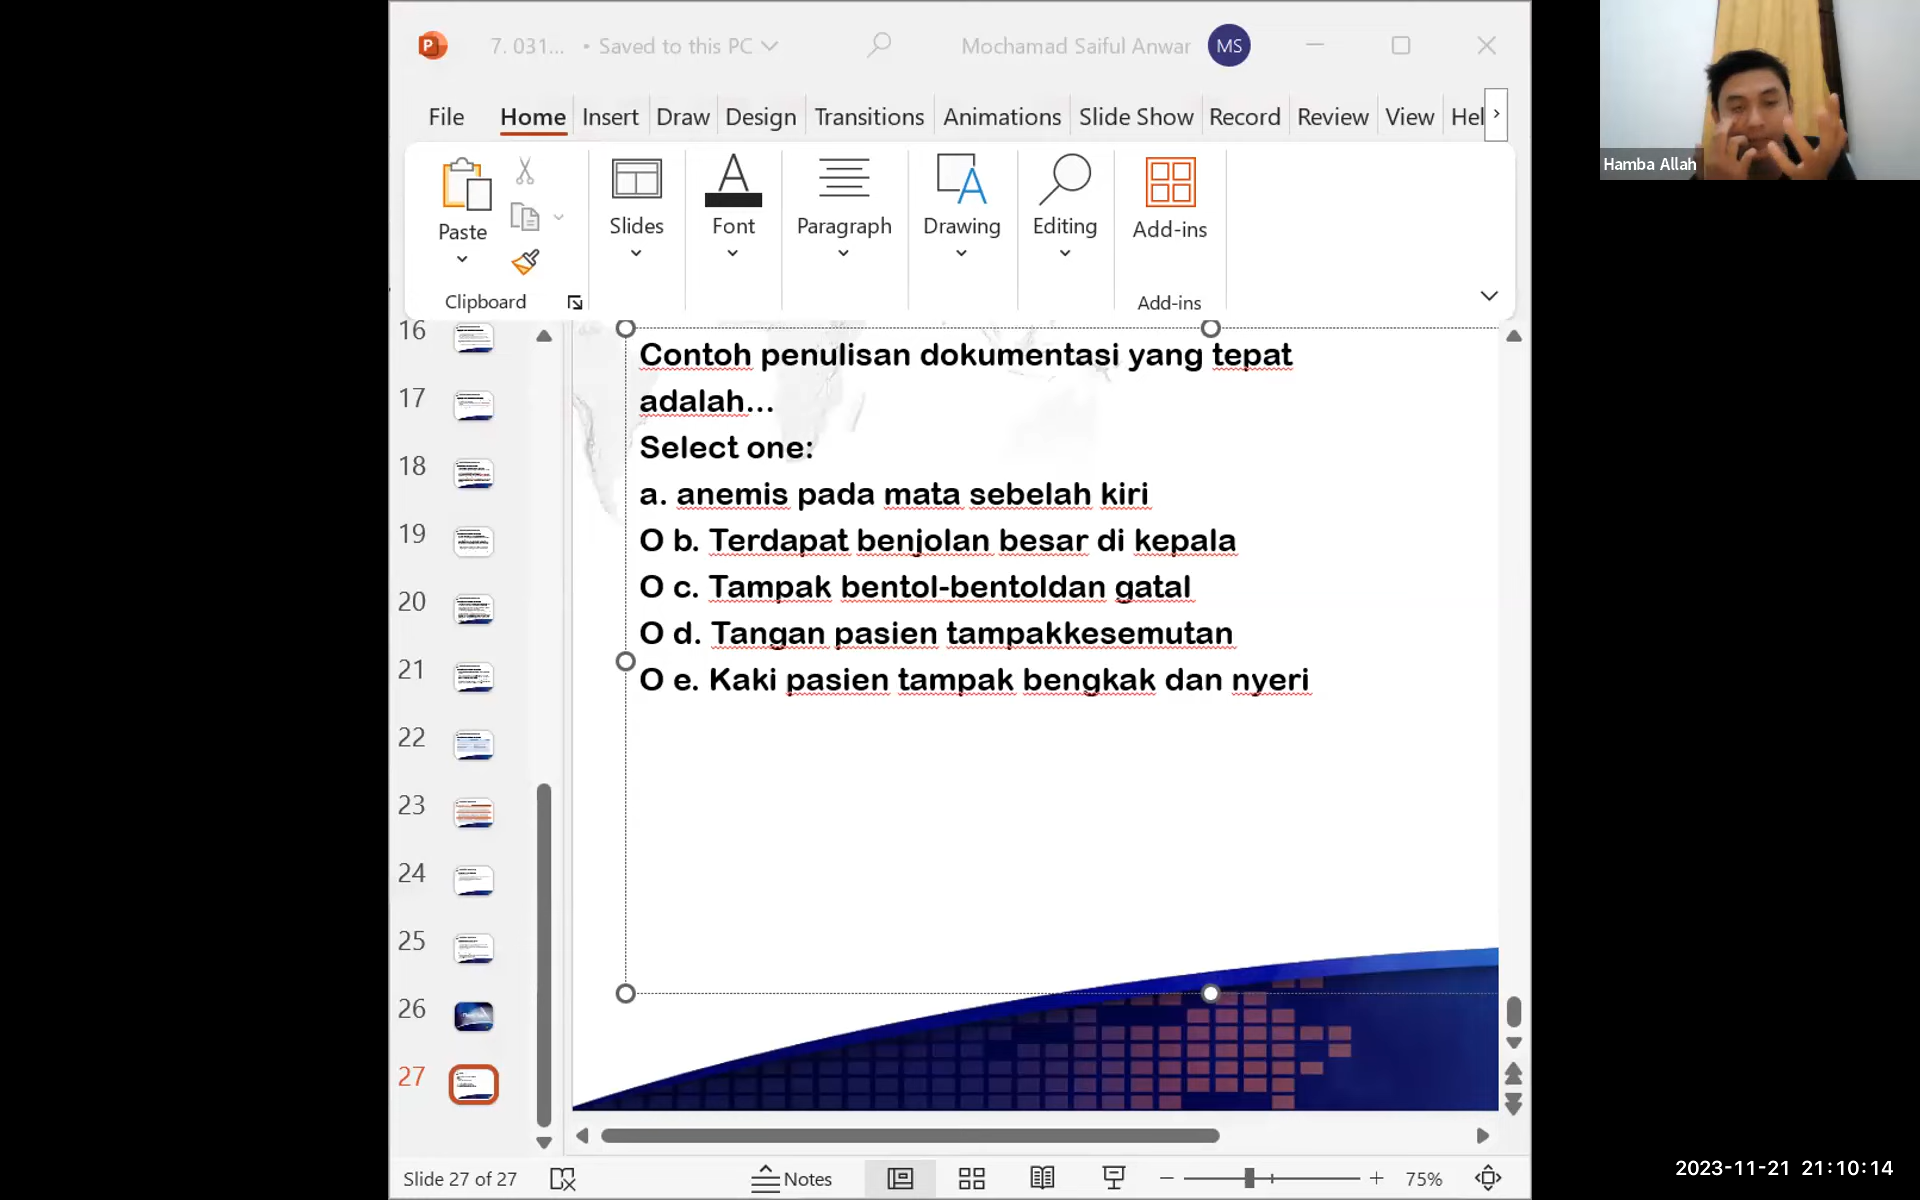 7. 031... • Saved to this PC
Mochamad Saiful Anwar MS
File Home Insert Draw Design Transitions Animations Slide Show Record Review View Hel
Paste
Slides
Font
Paragraph
Drawing
Editing
Add-ins
Clipboard
Add-ins
Hamba Allah
16
17
18
19
20
21
22
23
24
25
26
27
Contoh penulisan dokumentasi yang tepat
adalah...
Select one:
a. anemis pada mata sebelah kiri
O b. Terdapat benjolan besar di kepala
O c. Tampak bentol-bentoldan gatal
O d. Tangan pasien tampakkesemutan
O e. Kaki pasien tampak bengkak dan nyeri
Slide 27 of 27
Notes
75%
2023-11-21 21:10:14